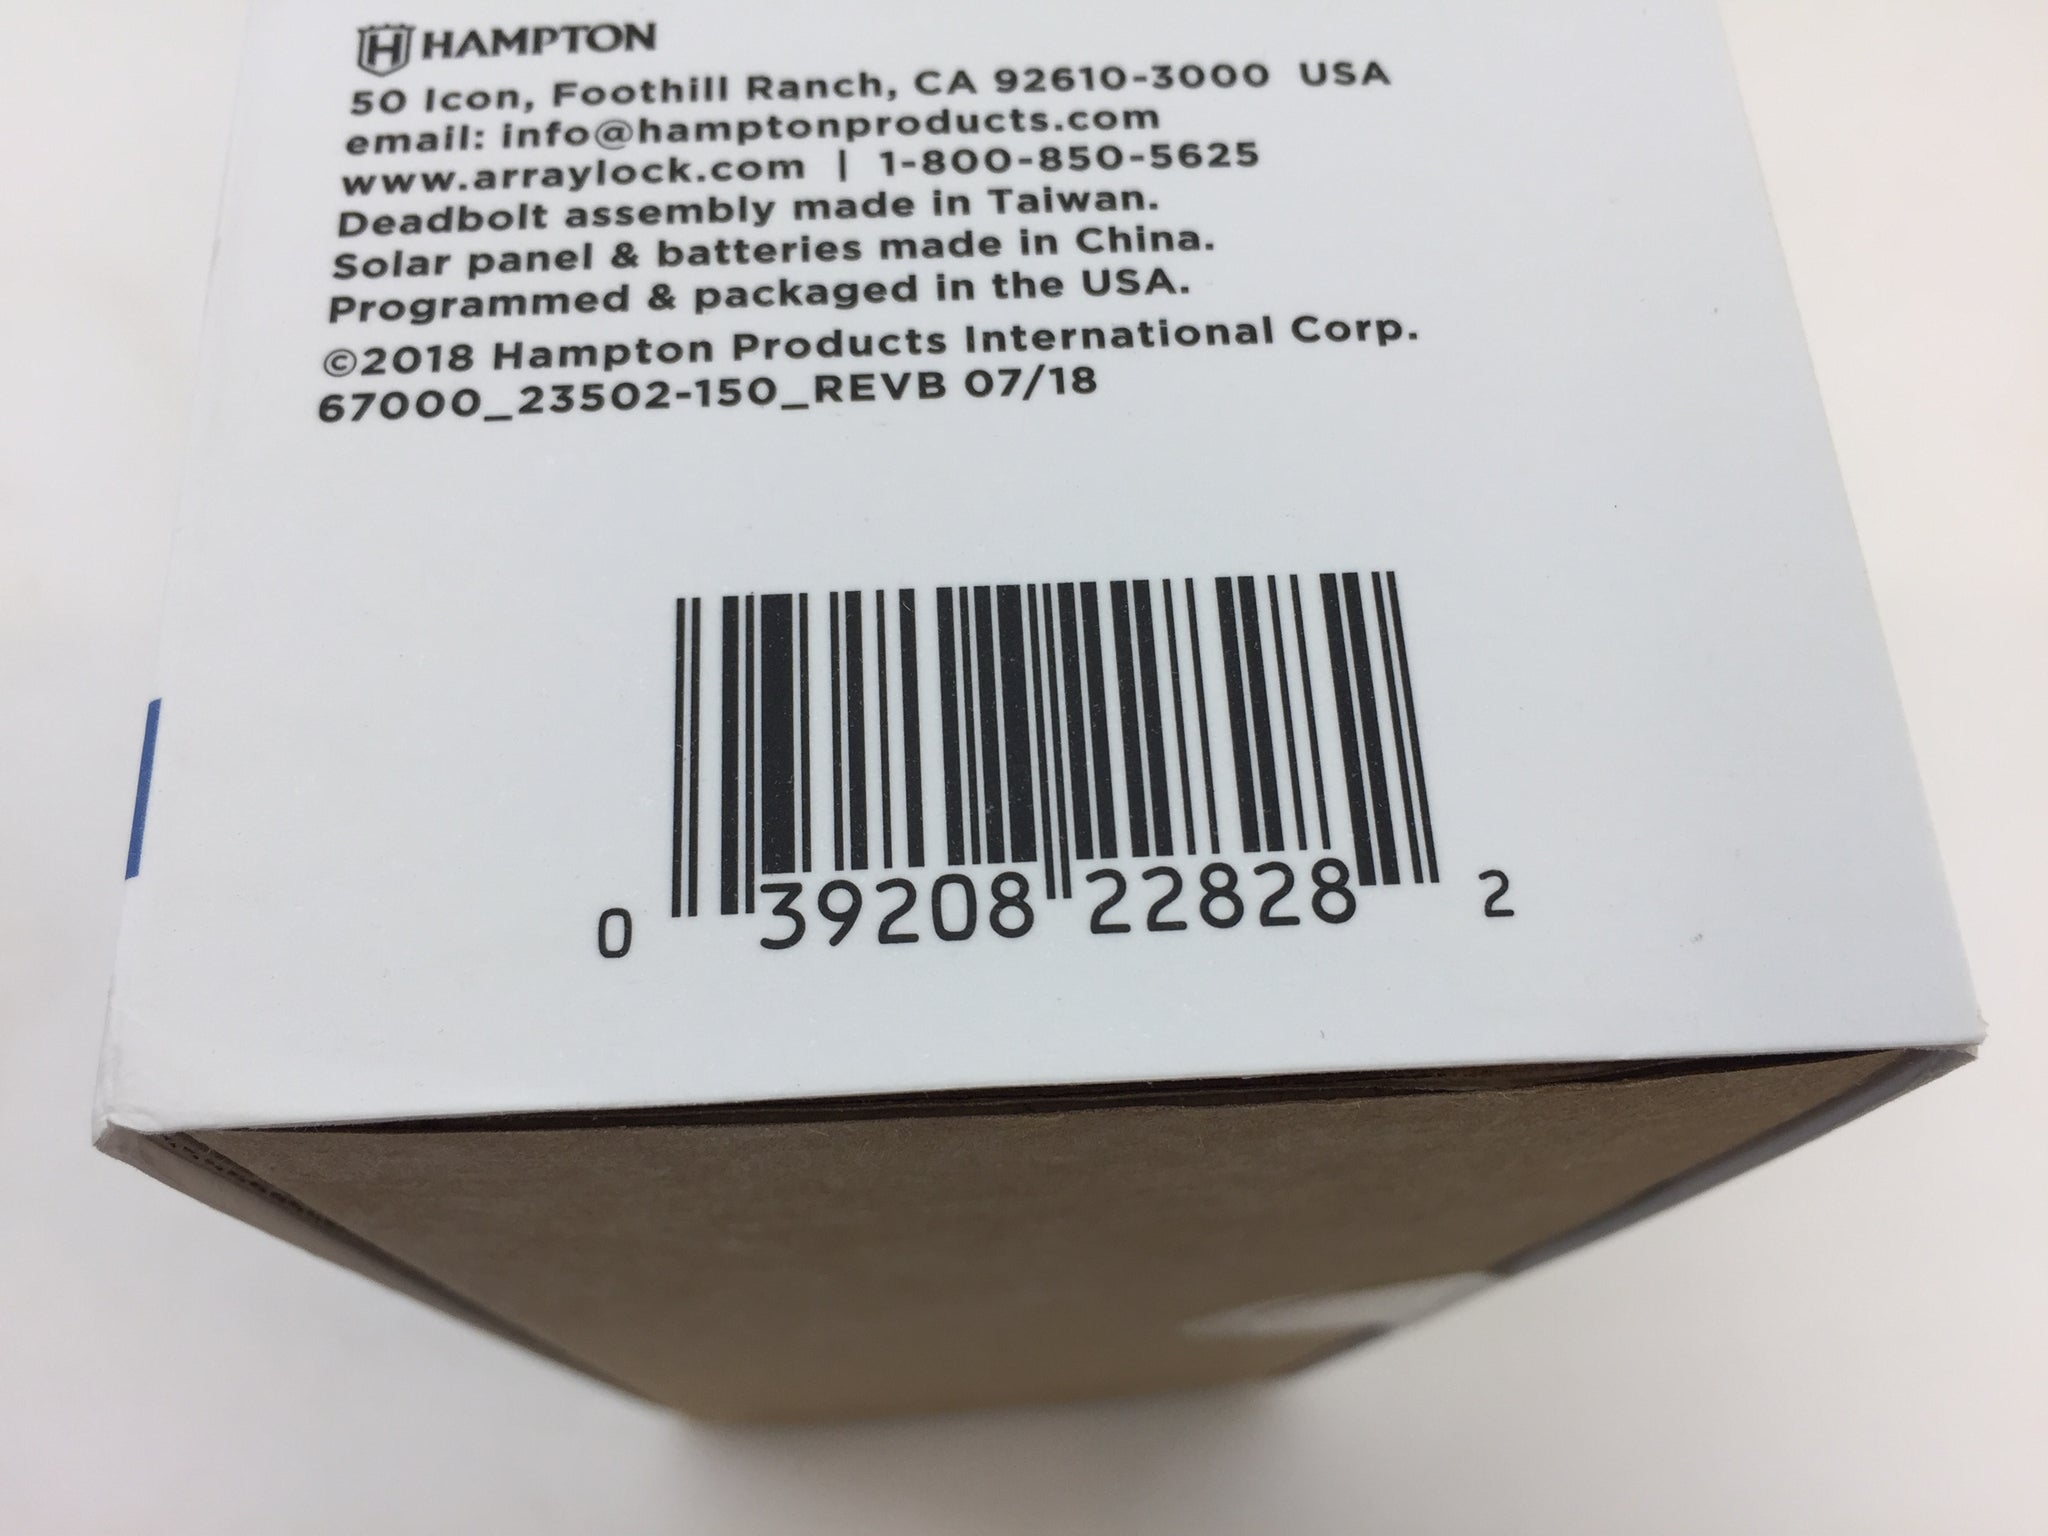 HAMPTON
50 Icon, Foothill Ranch, CA 92610-3000 USA
email: info@hamptonproducts.com
www.arraylock.com | 1-800-850-5625
Deadbolt assembly made in Taiwan.
Solar panel & batteries made in China.
Programmed & packaged in the USA.
©2018 Hampton Products International Corp.
67000_23502-150_REVB 07/18
0 39208 22828 2